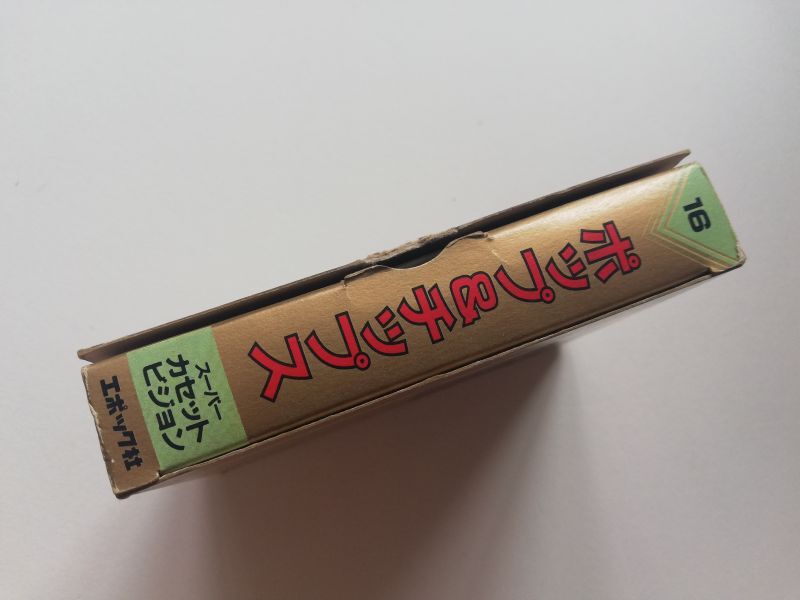 16
ポップ&チップス
スーパー
カセット
ビジョン
エポック社